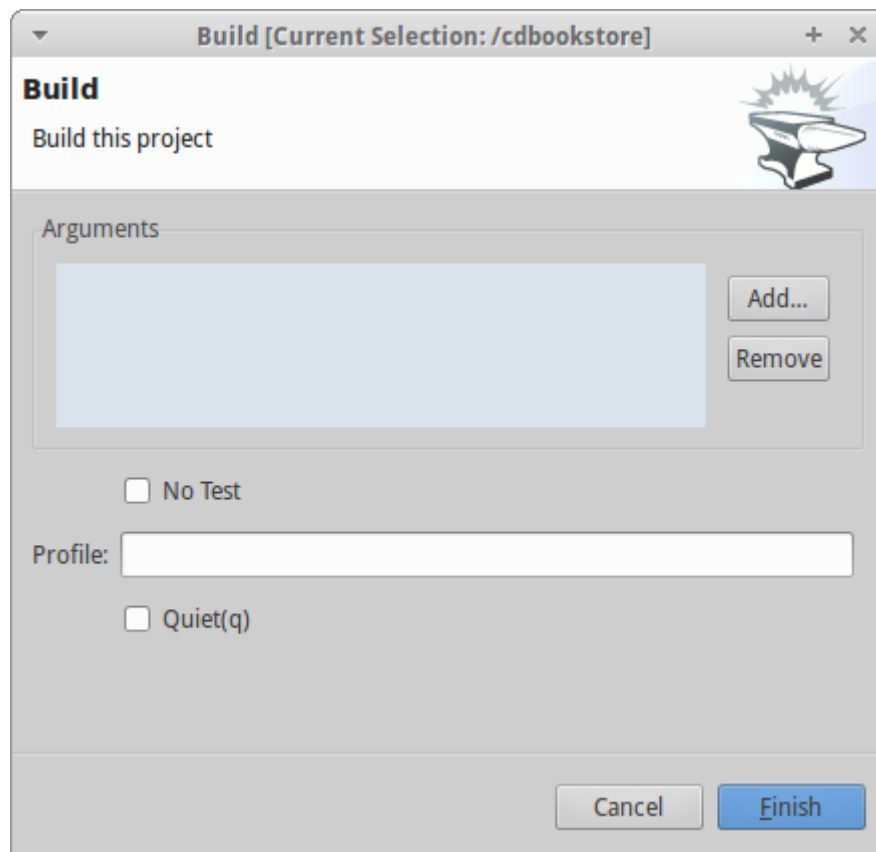 Build [Current Selection: /cdbookstore]
Build
Build this project
Arguments
Add...
Remove
No Test
Profile:
Quiet(q)
Cancel
Finish